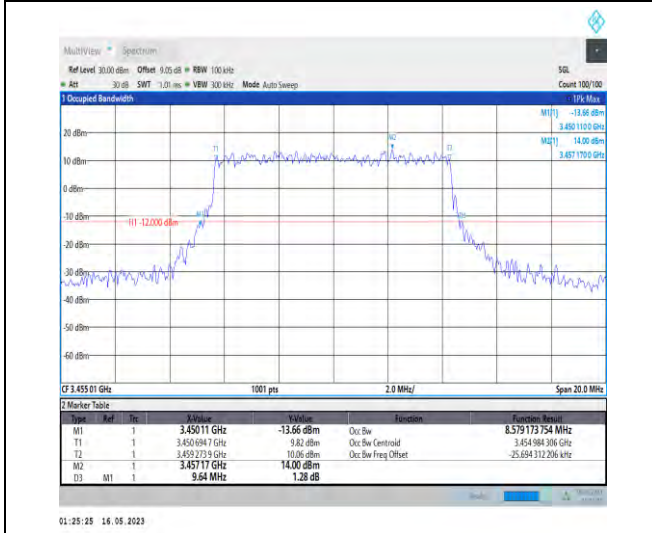 MultiView Spectrum
Ref Level 30.00 dBm Offset 9.05 dB RBW 100 kHz SGL
Att 30 dB SWT 1.01 ms VBW 300 kHz Mode Auto Sweep Count 100/100
1 Occupied Bandwidth 1Pk Max
M1[1] -13.66 dBm
3.450 110 0 GHz
M2[1] 14.00 dBm
3.457 170 0 GHz
20 dBm
M2
T1 T2
10 dBm
0 dBm
-10 dBm
M1 D3
H1 -12.000 dBm
-20 dBm
-30 dBm
-40 dBm
-50 dBm
-60 dBm
CF 3.455 01 GHz 1001 pts 2.0 MHz/ Span 20.0 MHz
2 Marker Table
Type Ref Trc X-Value Y-Value Function Function Result
M1 1 3.45011 GHz -13.66 dBm Occ Bw 8.579 173 754 MHz
T1 1 3.450 694 7 GHz 9.82 dBm Occ Bw Centroid 3.454 984 306 GHz
T2 1 3.459 273 9 GHz 10.06 dBm Occ Bw Freq Offset -25.694 312 206 kHz
M2 1 3.45717 GHz 14.00 dBm
D3 M1 1 9.64 MHz 1.28 dB
01:25:25 16.05.2023